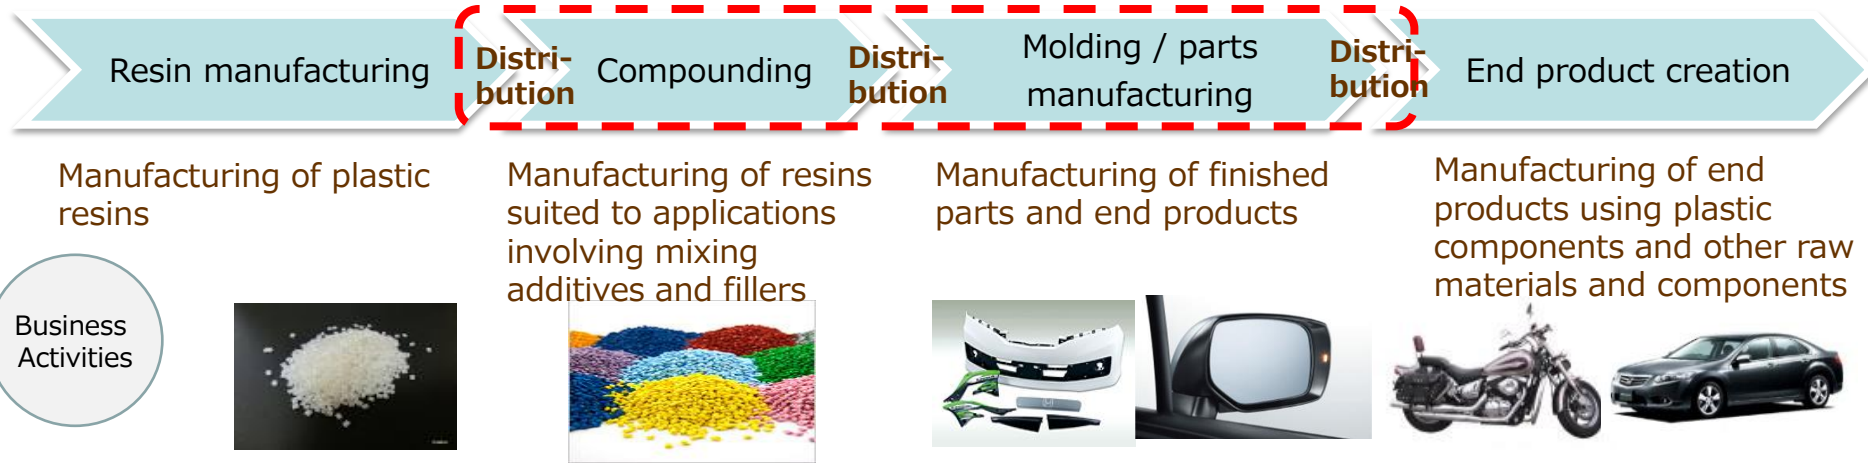 Resin manufacturing
Distri-
bution
Compounding
Distri-
bution
Molding / parts
manufacturing
Distri-
bution
End product creation
Manufacturing of plastic
resins
Manufacturing of resins
suited to applications
involving mixing
additives and fillers
Manufacturing of finished
parts and end products
Manufacturing of end
products using plastic
components and other raw
materials and components
Business
Activities